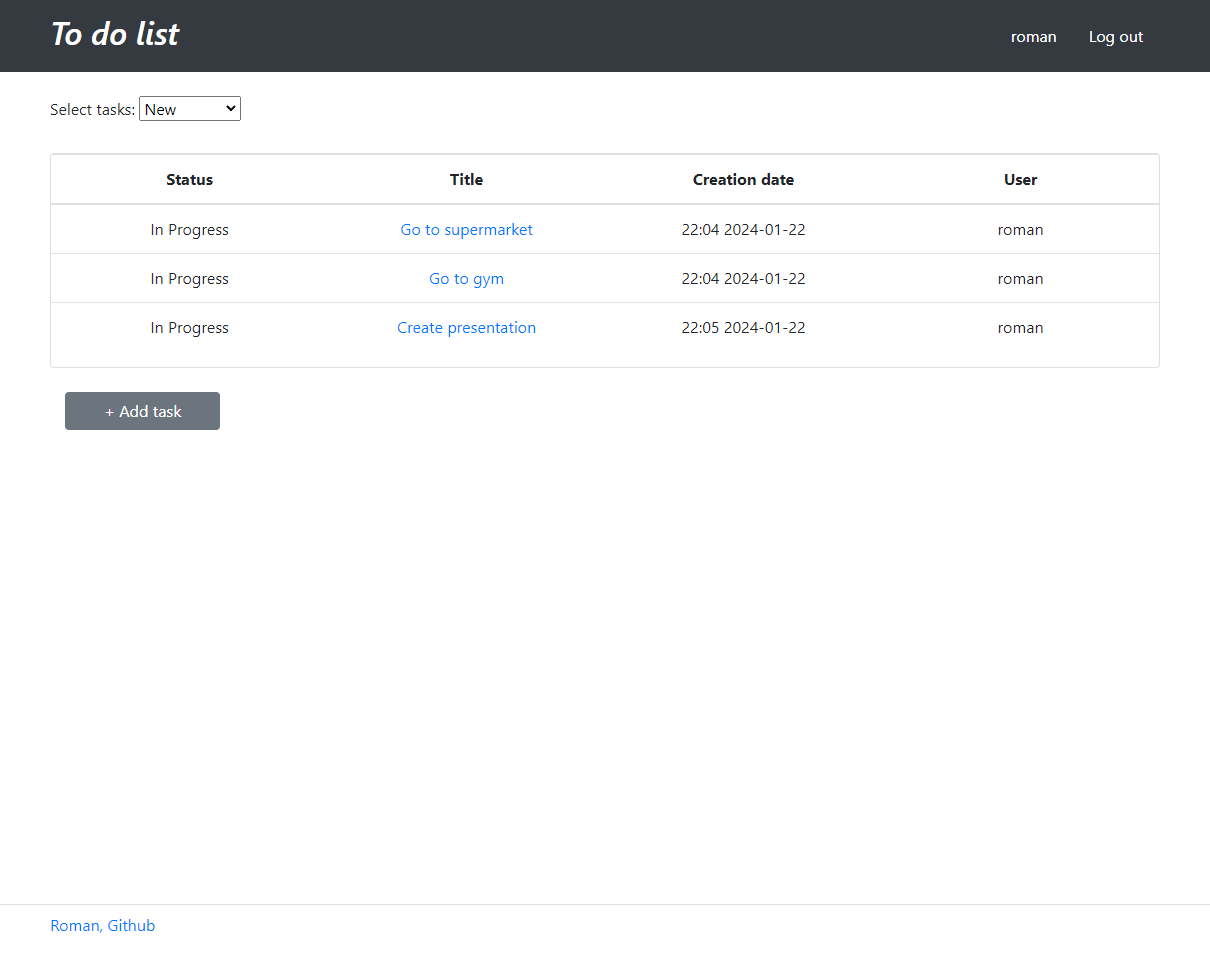 To do list roman Log out
Select tasks: New
Status Title Creation date User
In Progress Go to supermarket 22:04 2024-01-22 roman
In Progress Go to gym 22:04 2024-01-22 roman
In Progress Create presentation 22:05 2024-01-22 roman
+ Add task
Roman, Github